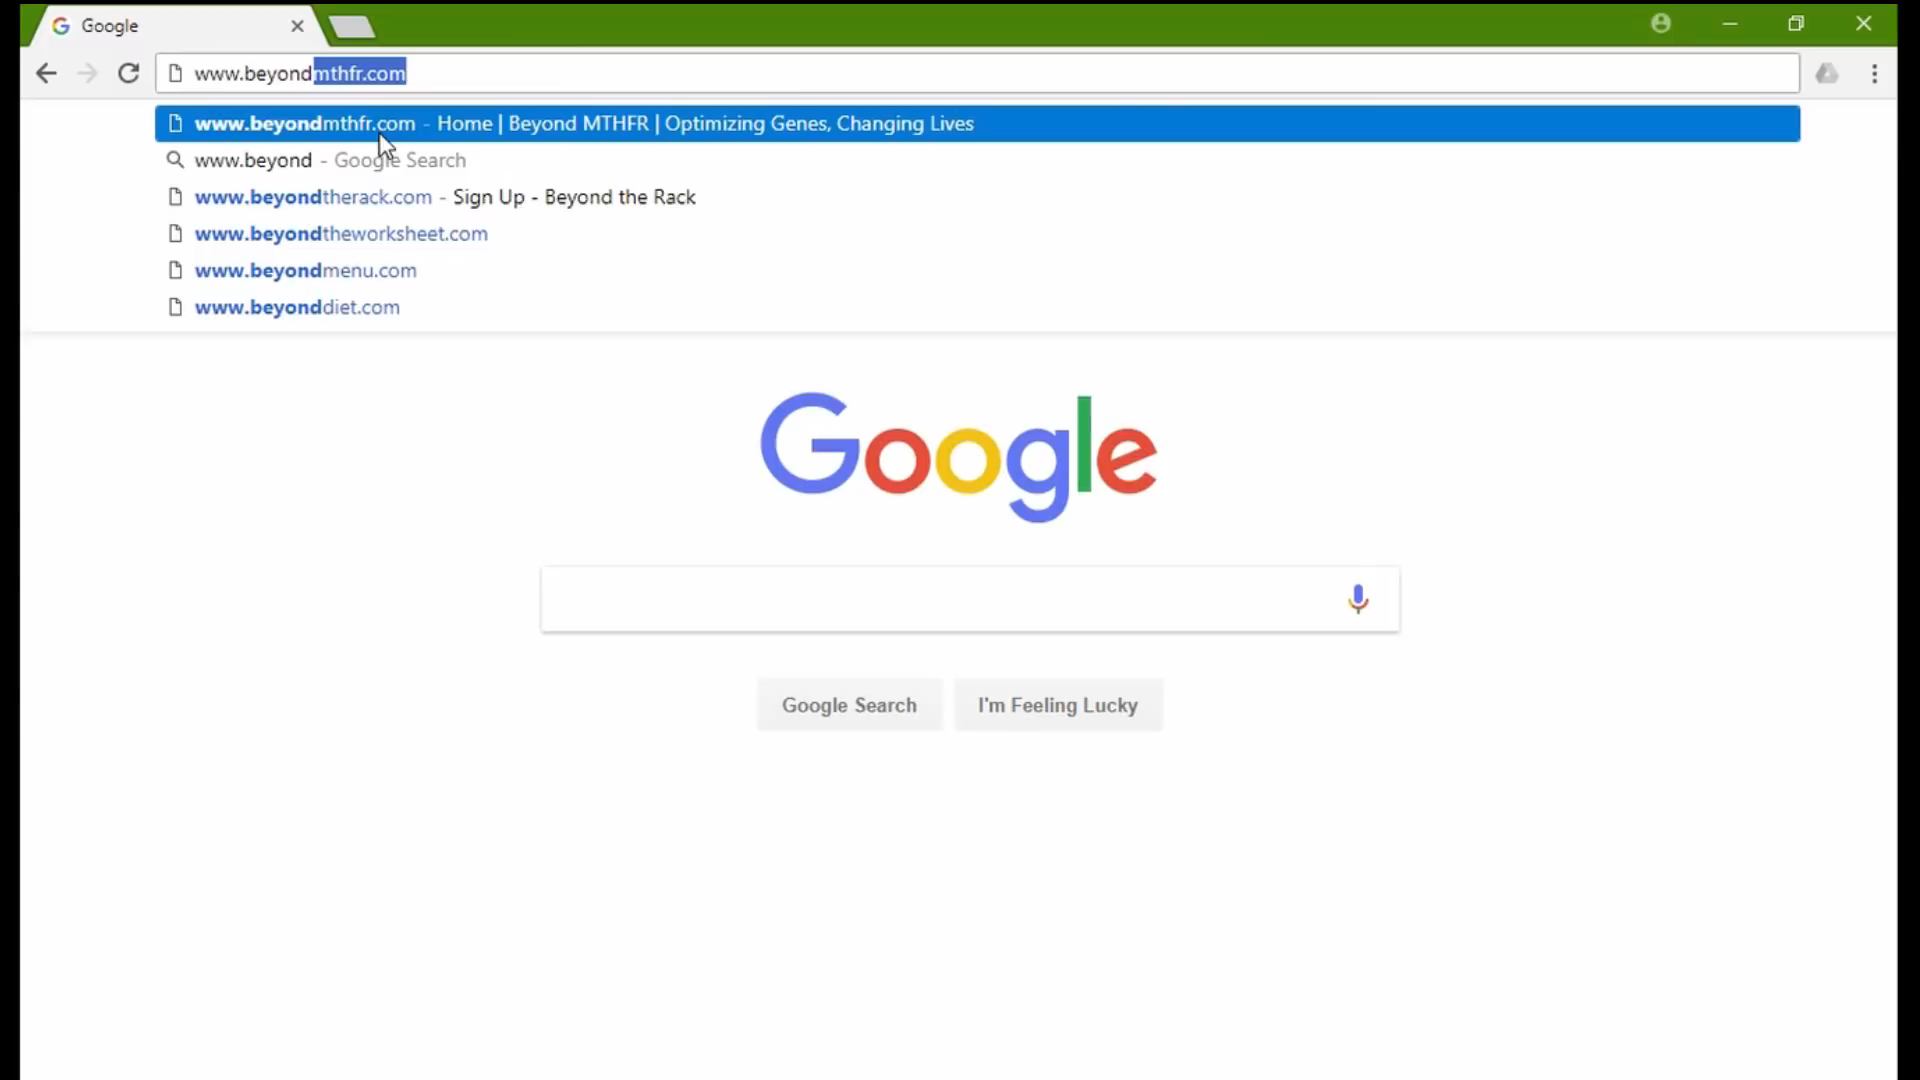 Google
www.beyondmthfr.com
www.beyondmthfr.com - Home | Beyond MTHFR | Optimizing Genes, Changing Lives
www.beyond - Google Search
www.beyondtherack.com - Sign Up - Beyond the Rack
www.beyondtheworksheet.com
www.beyondmenu.com
www.beyonddiet.com
Google
Google Search
I'm Feeling Lucky